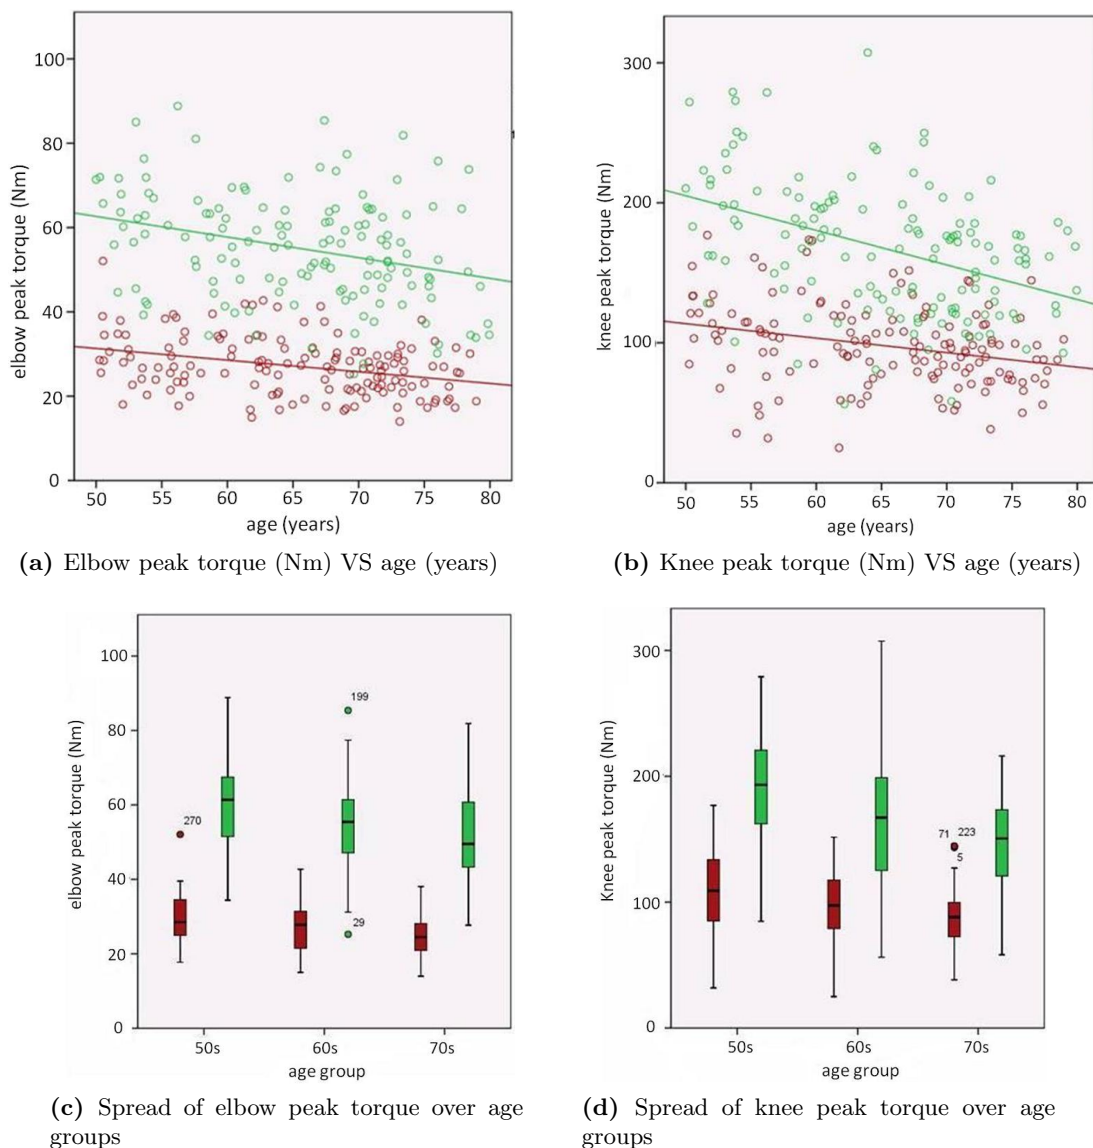 elbow peak torque (Nm)
100
80
60
40
20
0
50 55 60 65 70 75 80
age (years)
1
(a) Elbow peak torque (Nm) VS age (years)
knee peak torque (Nm)
300
200
100
0
50 55 60 65 70 75 80
age (years)
(b) Knee peak torque (Nm) VS age (years)
elbow peak torque (Nm)
100
80
60
40
20
0
270
199
29
50s 60s 70s
age group
(c) Spread of elbow peak torque over age
groups
Knee peak torque (Nm)
300
200
100
0
71 223
5
50s 60s 70s
age group
(d) Spread of knee peak torque over age
groups